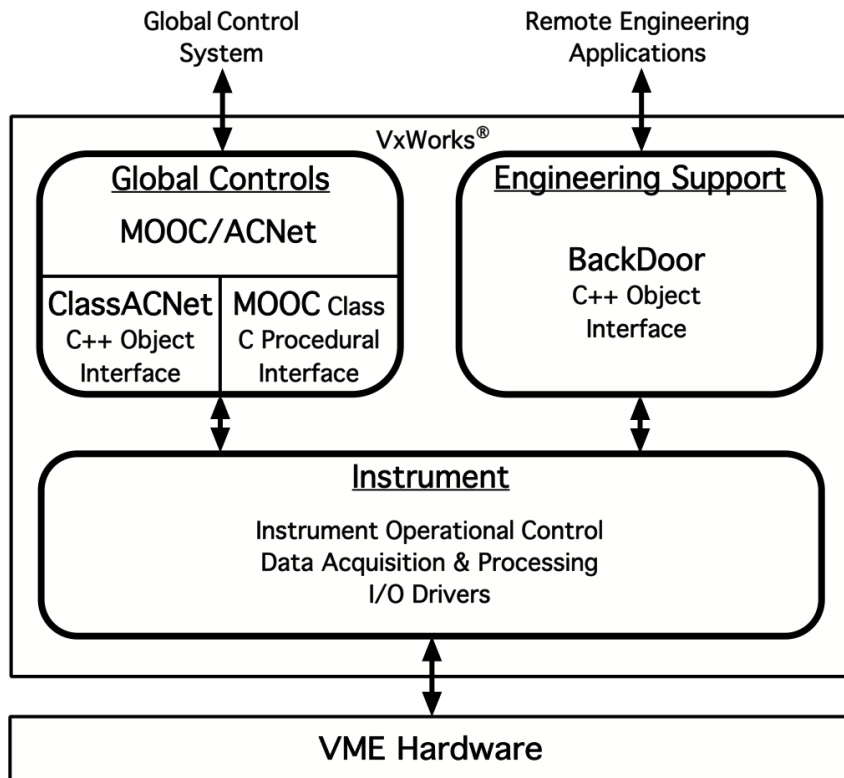 Global Control
System
Remote Engineering
Applications
VxWorks®
Global Controls
MOOC/ACNet
ClassACNet
C++ Object
Interface
MOOC Class
C Procedural
Interface
Engineering Support
BackDoor
C++ Object
Interface
Instrument
Instrument Operational Control
Data Acquisition & Processing
I/O Drivers
VME Hardware